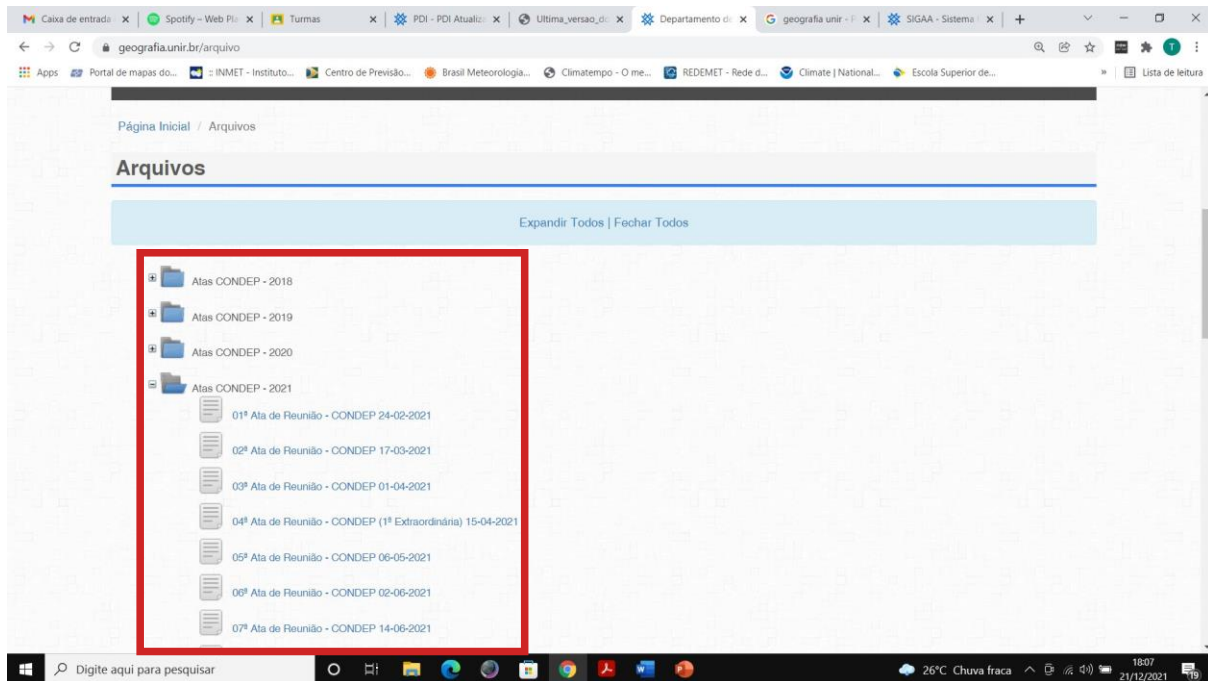 Caixa de entrada
Spotify – Web Pla
Turmas
PDI - PDI Atualiz
Ultima_versao_do
Departamento de
geografia unir - P
SIGAA - Sistema I
geografia.unir.br/arquivo
Apps
Portal de mapas do...
:: INMET - Instituto...
Centro de Previsão...
Brasil Meteorologia...
Climatempo - O me...
REDEMET - Rede d...
Climate | National...
Escola Superior de...
»
Lista de leitura
Página Inicial / Arquivos
Arquivos
Expandir Todos | Fechar Todos
Atas CONDEP - 2018
Atas CONDEP - 2019
Atas CONDEP - 2020
Atas CONDEP - 2021
01ª Ata de Reunião - CONDEP 24-02-2021
02ª Ata de Reunião - CONDEP 17-03-2021
03ª Ata de Reunião - CONDEP 01-04-2021
04ª Ata de Reunião - CONDEP (1ª Extraordinária) 15-04-2021
05ª Ata de Reunião - CONDEP 06-05-2021
06ª Ata de Reunião - CONDEP 02-06-2021
07ª Ata de Reunião - CONDEP 14-06-2021
Digite aqui para pesquisar
26°C Chuva fraca
18:07
21/12/2021
19